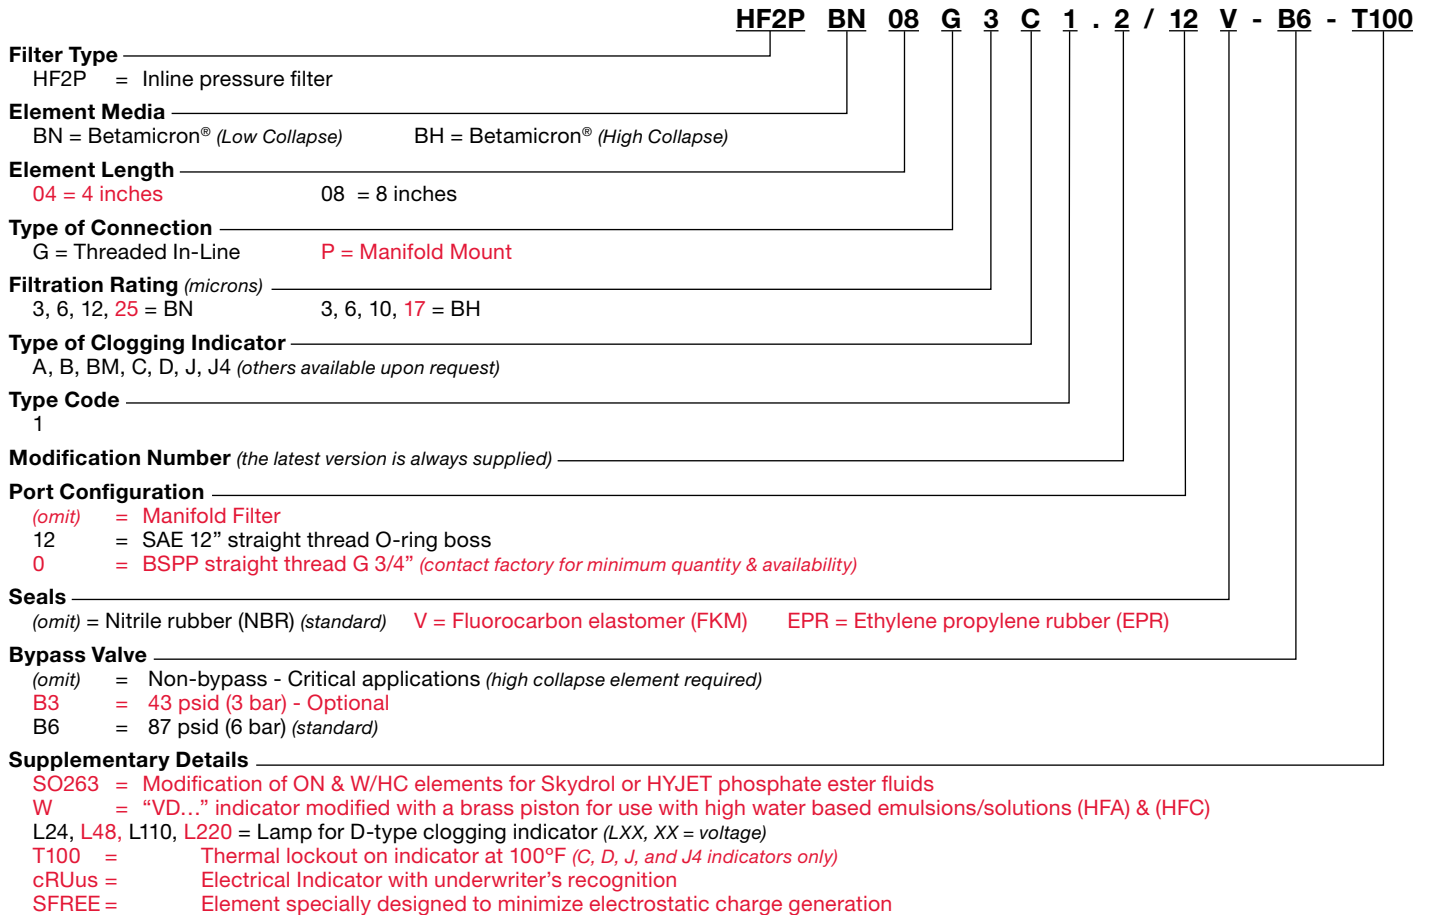 HF2P BN 08 G 3 C 1 . 2 / 12 V - B6 - T100
Filter Type
HF2P = Inline pressure filter
Element Media
BN = Betamicron® (Low Collapse) BH = Betamicron® (High Collapse)
Element Length
04 = 4 inches 08 = 8 inches
Type of Connection
G = Threaded In-Line P = Manifold Mount
Filtration Rating (microns)
3, 6, 12, 25 = BN 3, 6, 10, 17 = BH
Type of Clogging Indicator
A, B, BM, C, D, J, J4 (others available upon request)
Type Code
1
Modification Number (the latest version is always supplied)
Port Configuration
(omit) = Manifold Filter
12 = SAE 12” straight thread O-ring boss
0 = BSPP straight thread G 3/4” (contact factory for minimum quantity & availability)
Seals
(omit) = Nitrile rubber (NBR) (standard) V = Fluorocarbon elastomer (FKM) EPR = Ethylene propylene rubber (EPR)
Bypass Valve
(omit) = Non-bypass - Critical applications (high collapse element required)
B3 = 43 psid (3 bar) - Optional
B6 = 87 psid (6 bar) (standard)
Supplementary Details
SO263 = Modification of ON & W/HC elements for Skydrol or HYJET phosphate ester fluids
W = “VD…” indicator modified with a brass piston for use with high water based emulsions/solutions (HFA) & (HFC)
L24, L48, L110, L220 = Lamp for D-type clogging indicator (LXX, XX = voltage)
T100 = Thermal lockout on indicator at 100ºF (C, D, J, and J4 indicators only)
cRUus = Electrical Indicator with underwriter’s recognition
SFREE = Element specially designed to minimize electrostatic charge generation